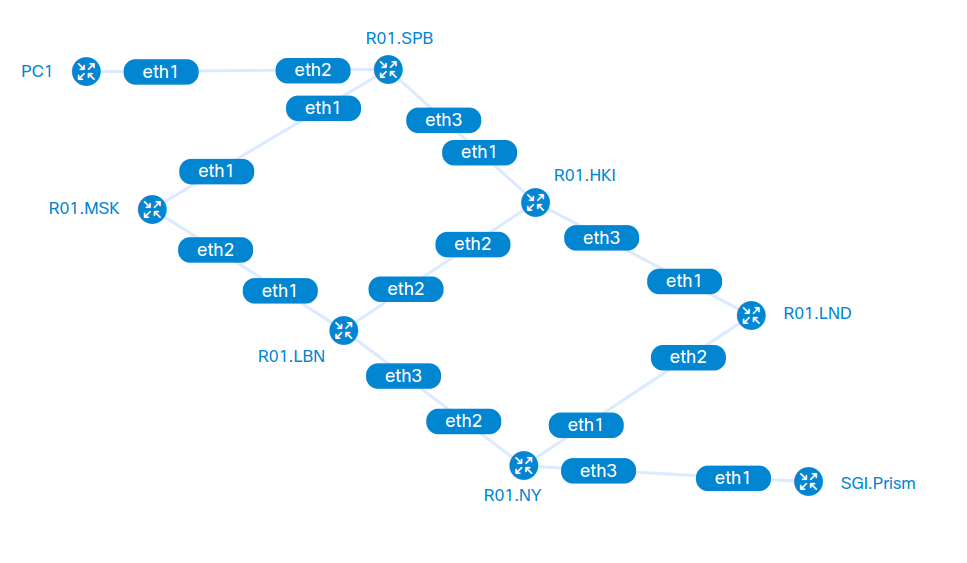 R01.SPB
PC1
eth1
eth2
eth1
eth3
eth1
eth1
R01.HKI
R01.MSK
eth2
eth2
eth3
eth1
eth2
eth1
R01.LND
R01.LBN
eth2
eth3
eth2
eth1
eth3
eth1
SGI.Prism
R01.NY